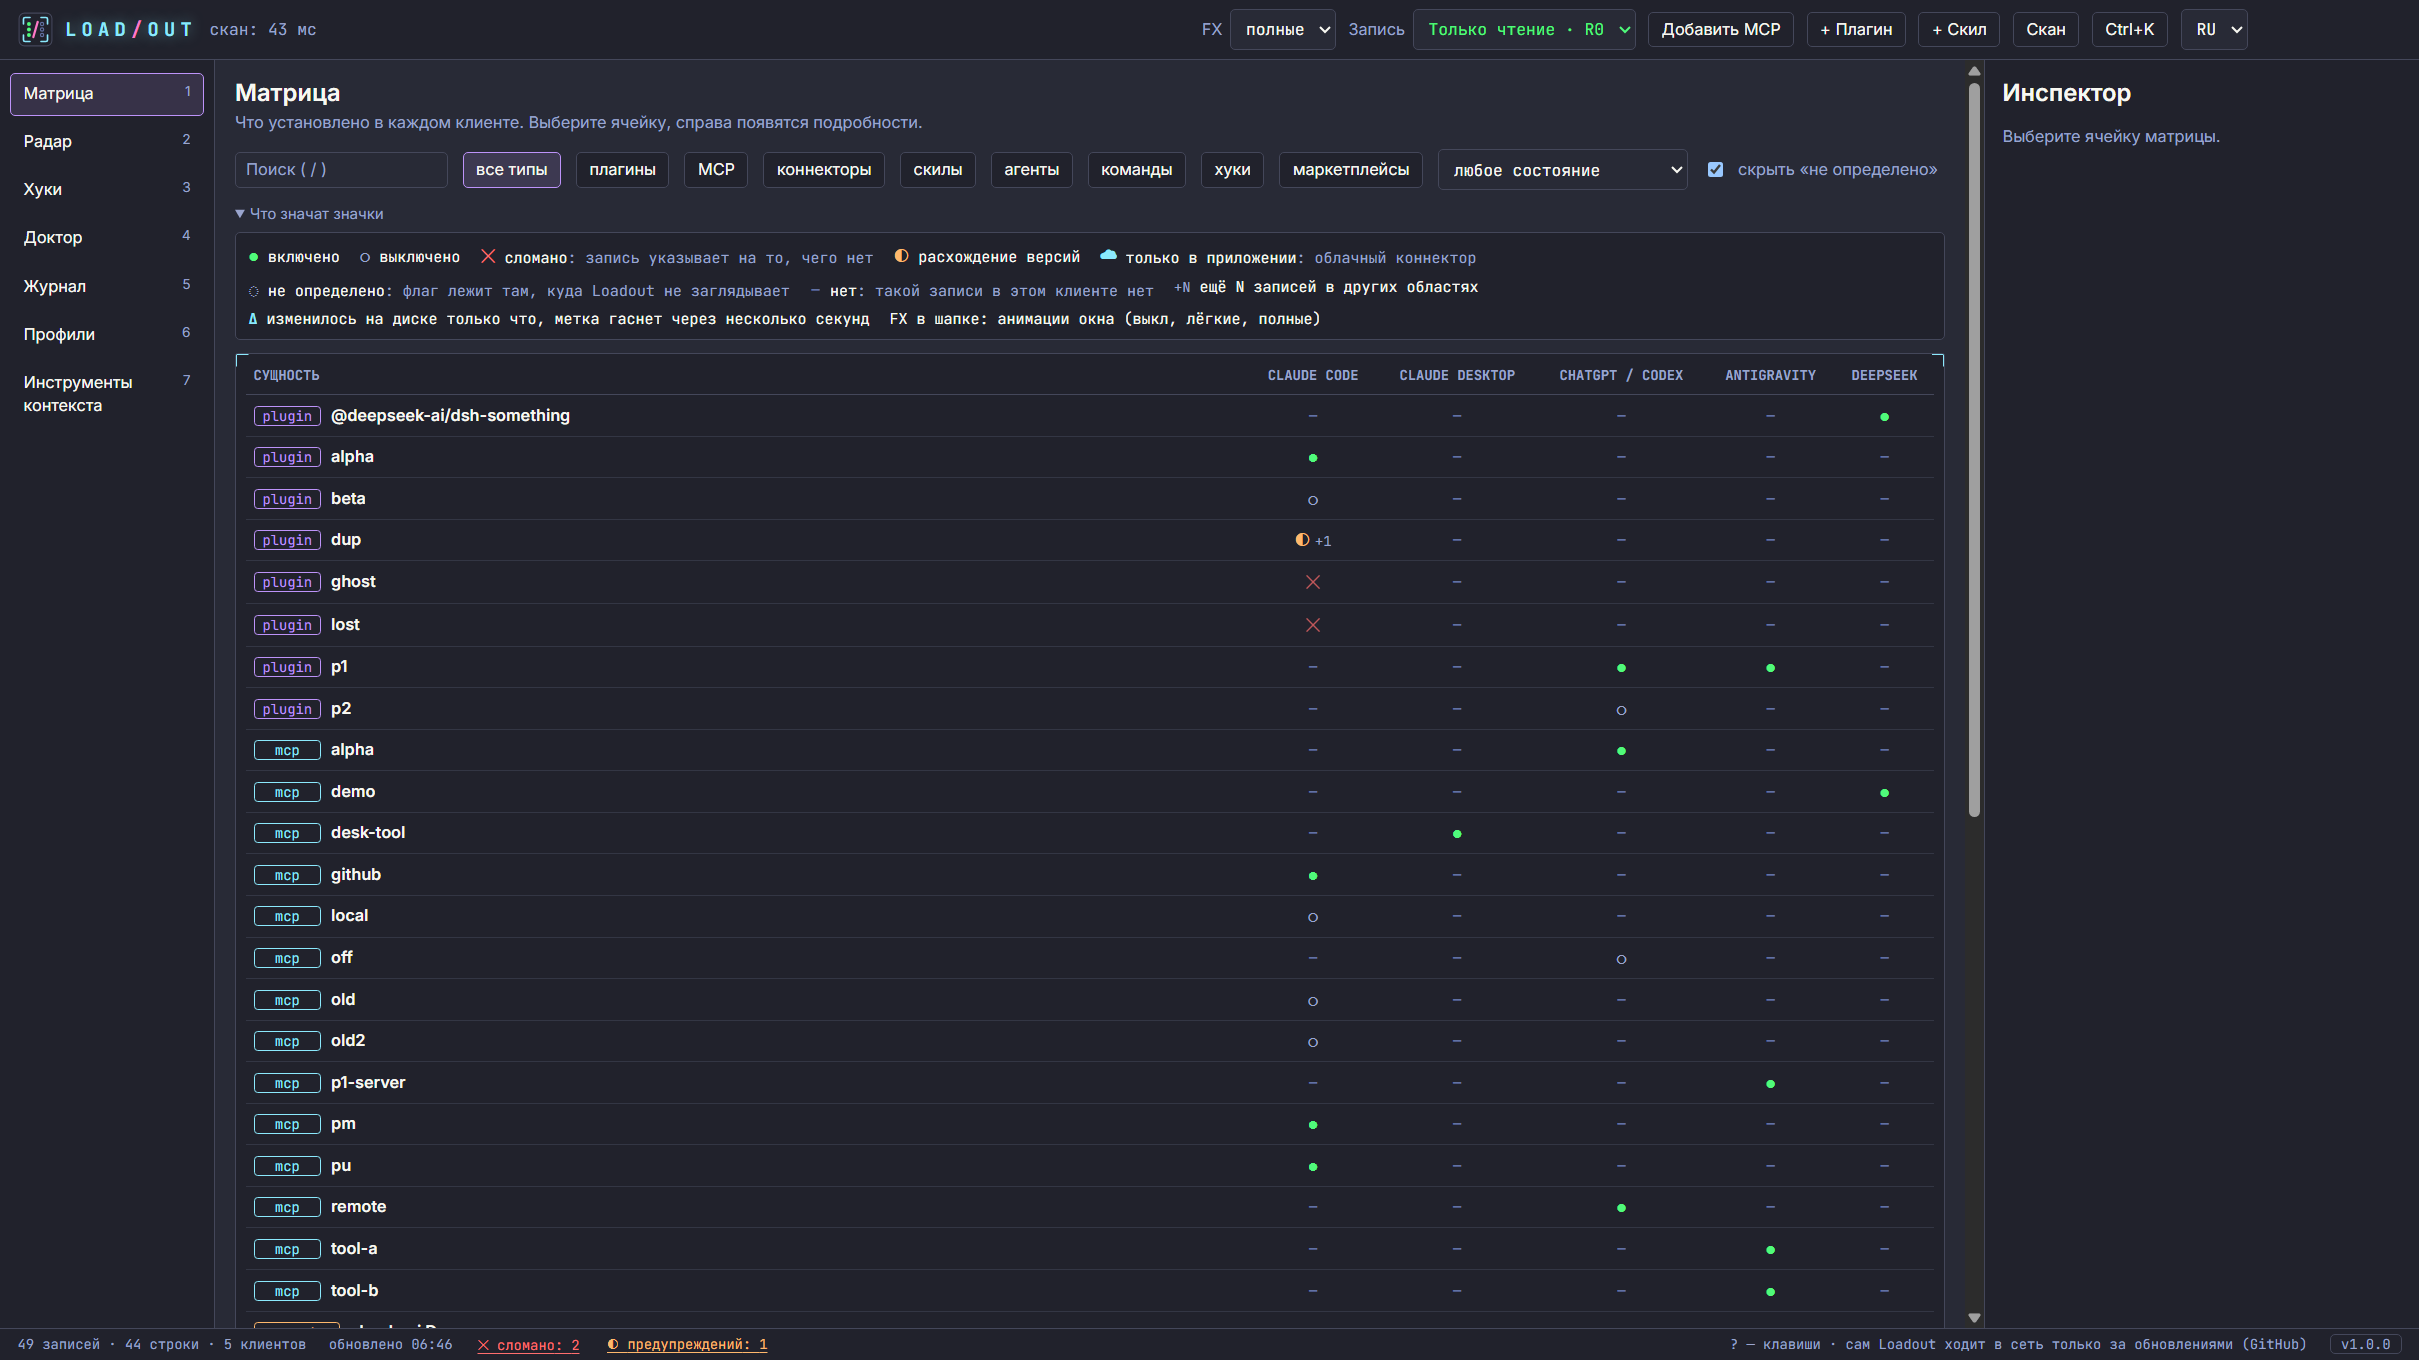 LOAD/OUT скан: 43 мс FX полные Запись Только чтение · R0 Добавить MCP + Плагин + Скил Скан Ctrl+K RU
Матрица 1
Радар 2
Хуки 3
Доктор 4
Журнал 5
Профили 6
Инструменты контекста 7
Матрица
Что установлено в каждом клиенте. Выберите ячейку, справа появятся подробности.
Поиск ( / ) все типы плагины MCP коннекторы скилы агенты команды хуки маркетплейсы любое состояние скрыть «не определено»
▼ Что значат значки
● включено ○ выключено ✕ сломано: запись указывает на то, чего нет ◐ расхождение версий ☁ только в приложении: облачный коннектор
◌ не определено: флаг лежит там, куда Loadout не заглядывает – нет: такой записи в этом клиенте нет +N ещё N записей в других областях
Δ изменилось на диске только что, метка гаснет через несколько секунд FX в шапке: анимации окна (выкл, лёгкие, полные)
СУЩНОСТЬ CLAUDE CODE CLAUDE DESKTOP CHATGPT / CODEX ANTIGRAVITY DEEPSEEK
plugin @deepseek-ai/dsh-something – – – – ●
plugin alpha ● – – – –
plugin beta ○ – – – –
plugin dup ◐ +1 – – – –
plugin ghost ✕ – – – –
plugin lost ✕ – – – –
plugin p1 – – ● ● –
plugin p2 – – ○ – –
mcp alpha – – ● – –
mcp demo – – – – ●
mcp desk-tool – ● – – –
mcp github ● – – – –
mcp local ○ – – – –
mcp off – – ○ – –
mcp old ○ – – – –
mcp old2 ○ – – – –
mcp p1-server – – – ● –
mcp pm ● – – – –
mcp pu ● – – – –
mcp remote – – ● – –
mcp tool-a – – – ● –
mcp tool-b – – – ● –
Инспектор
Выберите ячейку матрицы.
49 записей · 44 строки · 5 клиентов обновлено 06:46 ✕ сломано: 2 ◐ предупреждений: 1 ? – клавиши · сам Loadout ходит в сеть только за обновлениями (GitHub) v1.0.0